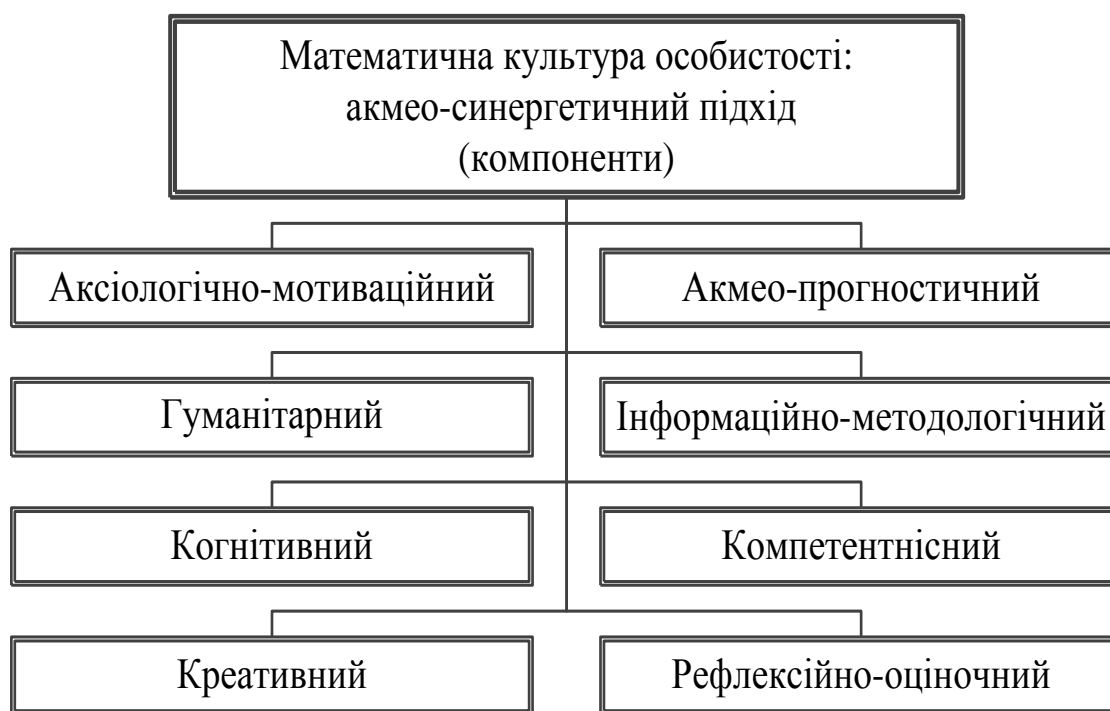 Математична культура особистості:
акмео-синергетичний підхід
(компоненти)
Аксіологічно-мотиваційний
Акмео-прогностичний
Гуманітарний
Інформаційно-методологічний
Когнітивний
Компетентнісний
Креативний
Рефлексійно-оціночний